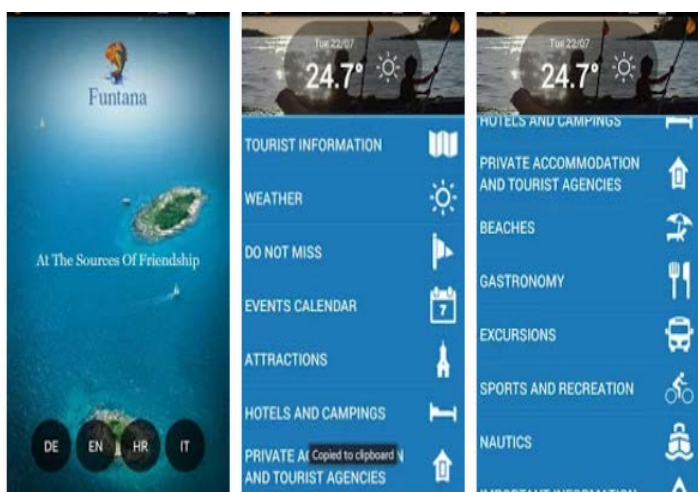 Funtana
At The Sources Of Friendship
DE EN HR IT
Tue 22/07
24.7°
TOURIST INFORMATION
WEATHER
DO NOT MISS
EVENTS CALENDAR
7
ATTRACTIONS
HOTELS AND CAMPINGS
PRIVATE A
Copied to clipboard
N
AND TOURIST AGENCIES
Tue 22/07
24.7°
HOTELS AND CAMPINGS
PRIVATE ACCOMMODATION
AND TOURIST AGENCIES
BEACHES
GASTRONOMY
EXCURSIONS
SPORTS AND RECREATION
NAUTICS
IMPORTANT INFORMATION